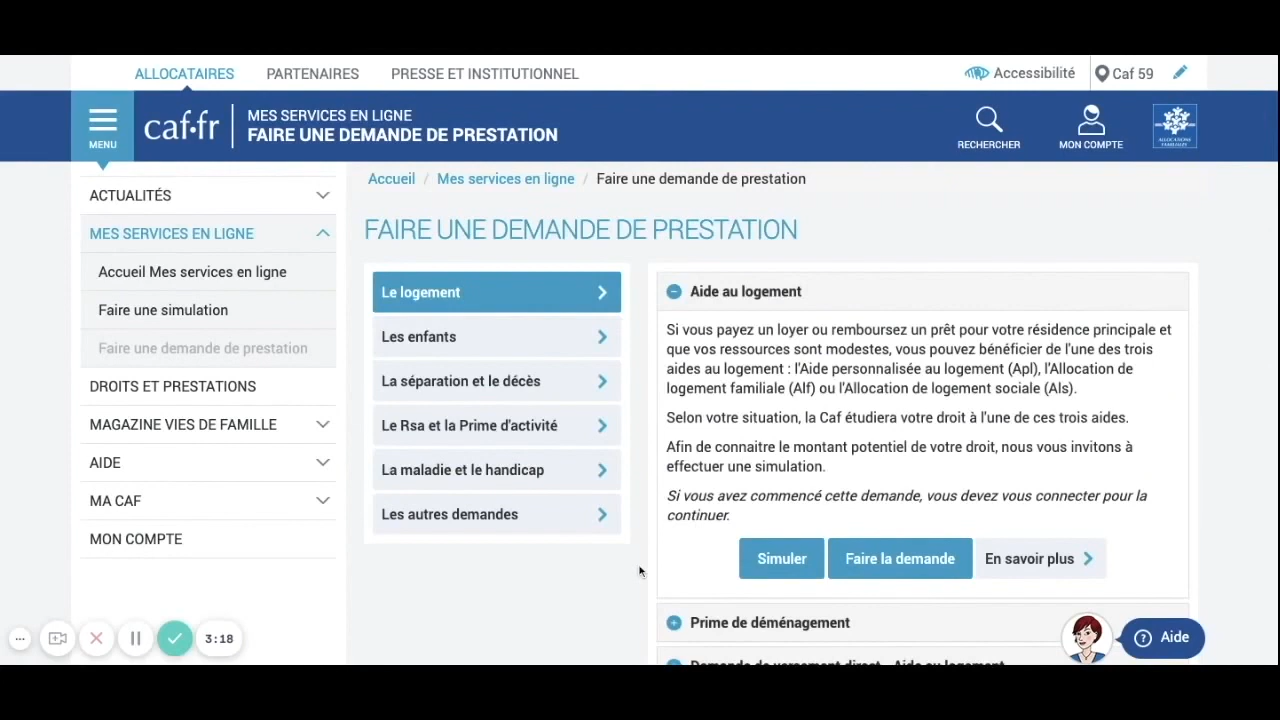 ALLOCATAIRES PARTENAIRES PRESSE ET INSTITUTIONNEL Accessibilité Caf 59
MENU
caf.fr
MES SERVICES EN LIGNE
FAIRE UNE DEMANDE DE PRESTATION
RECHERCHER
MON COMPTE
ALLOCATIONS
FAMILIALES
ACTUALITÉS
MES SERVICES EN LIGNE
Accueil Mes services en ligne
Faire une simulation
Faire une demande de prestation
DROITS ET PRESTATIONS
MAGAZINE VIES DE FAMILLE
AIDE
MA CAF
MON COMPTE
Accueil / Mes services en ligne / Faire une demande de prestation
FAIRE UNE DEMANDE DE PRESTATION
Le logement
Les enfants
La séparation et le décès
Le Rsa et la Prime d'activité
La maladie et le handicap
Les autres demandes
Aide au logement
Si vous payez un loyer ou remboursez un prêt pour votre résidence principale et
que vos ressources sont modestes, vous pouvez bénéficier de l'une des trois
aides au logement : l'Aide personnalisée au logement (Apl), l'Allocation de
logement familiale (Alf) ou l'Allocation de logement sociale (Als).
Selon votre situation, la Caf étudiera votre droit à l'une de ces trois aides.
Afin de connaitre le montant potentiel de votre droit, nous vous invitons à
effectuer une simulation.
Si vous avez commencé cette demande, vous devez vous connecter pour la
continuer.
Simuler Faire la demande En savoir plus
Prime de déménagement
Demande de versement direct - Aide au logement
Aide
3:18